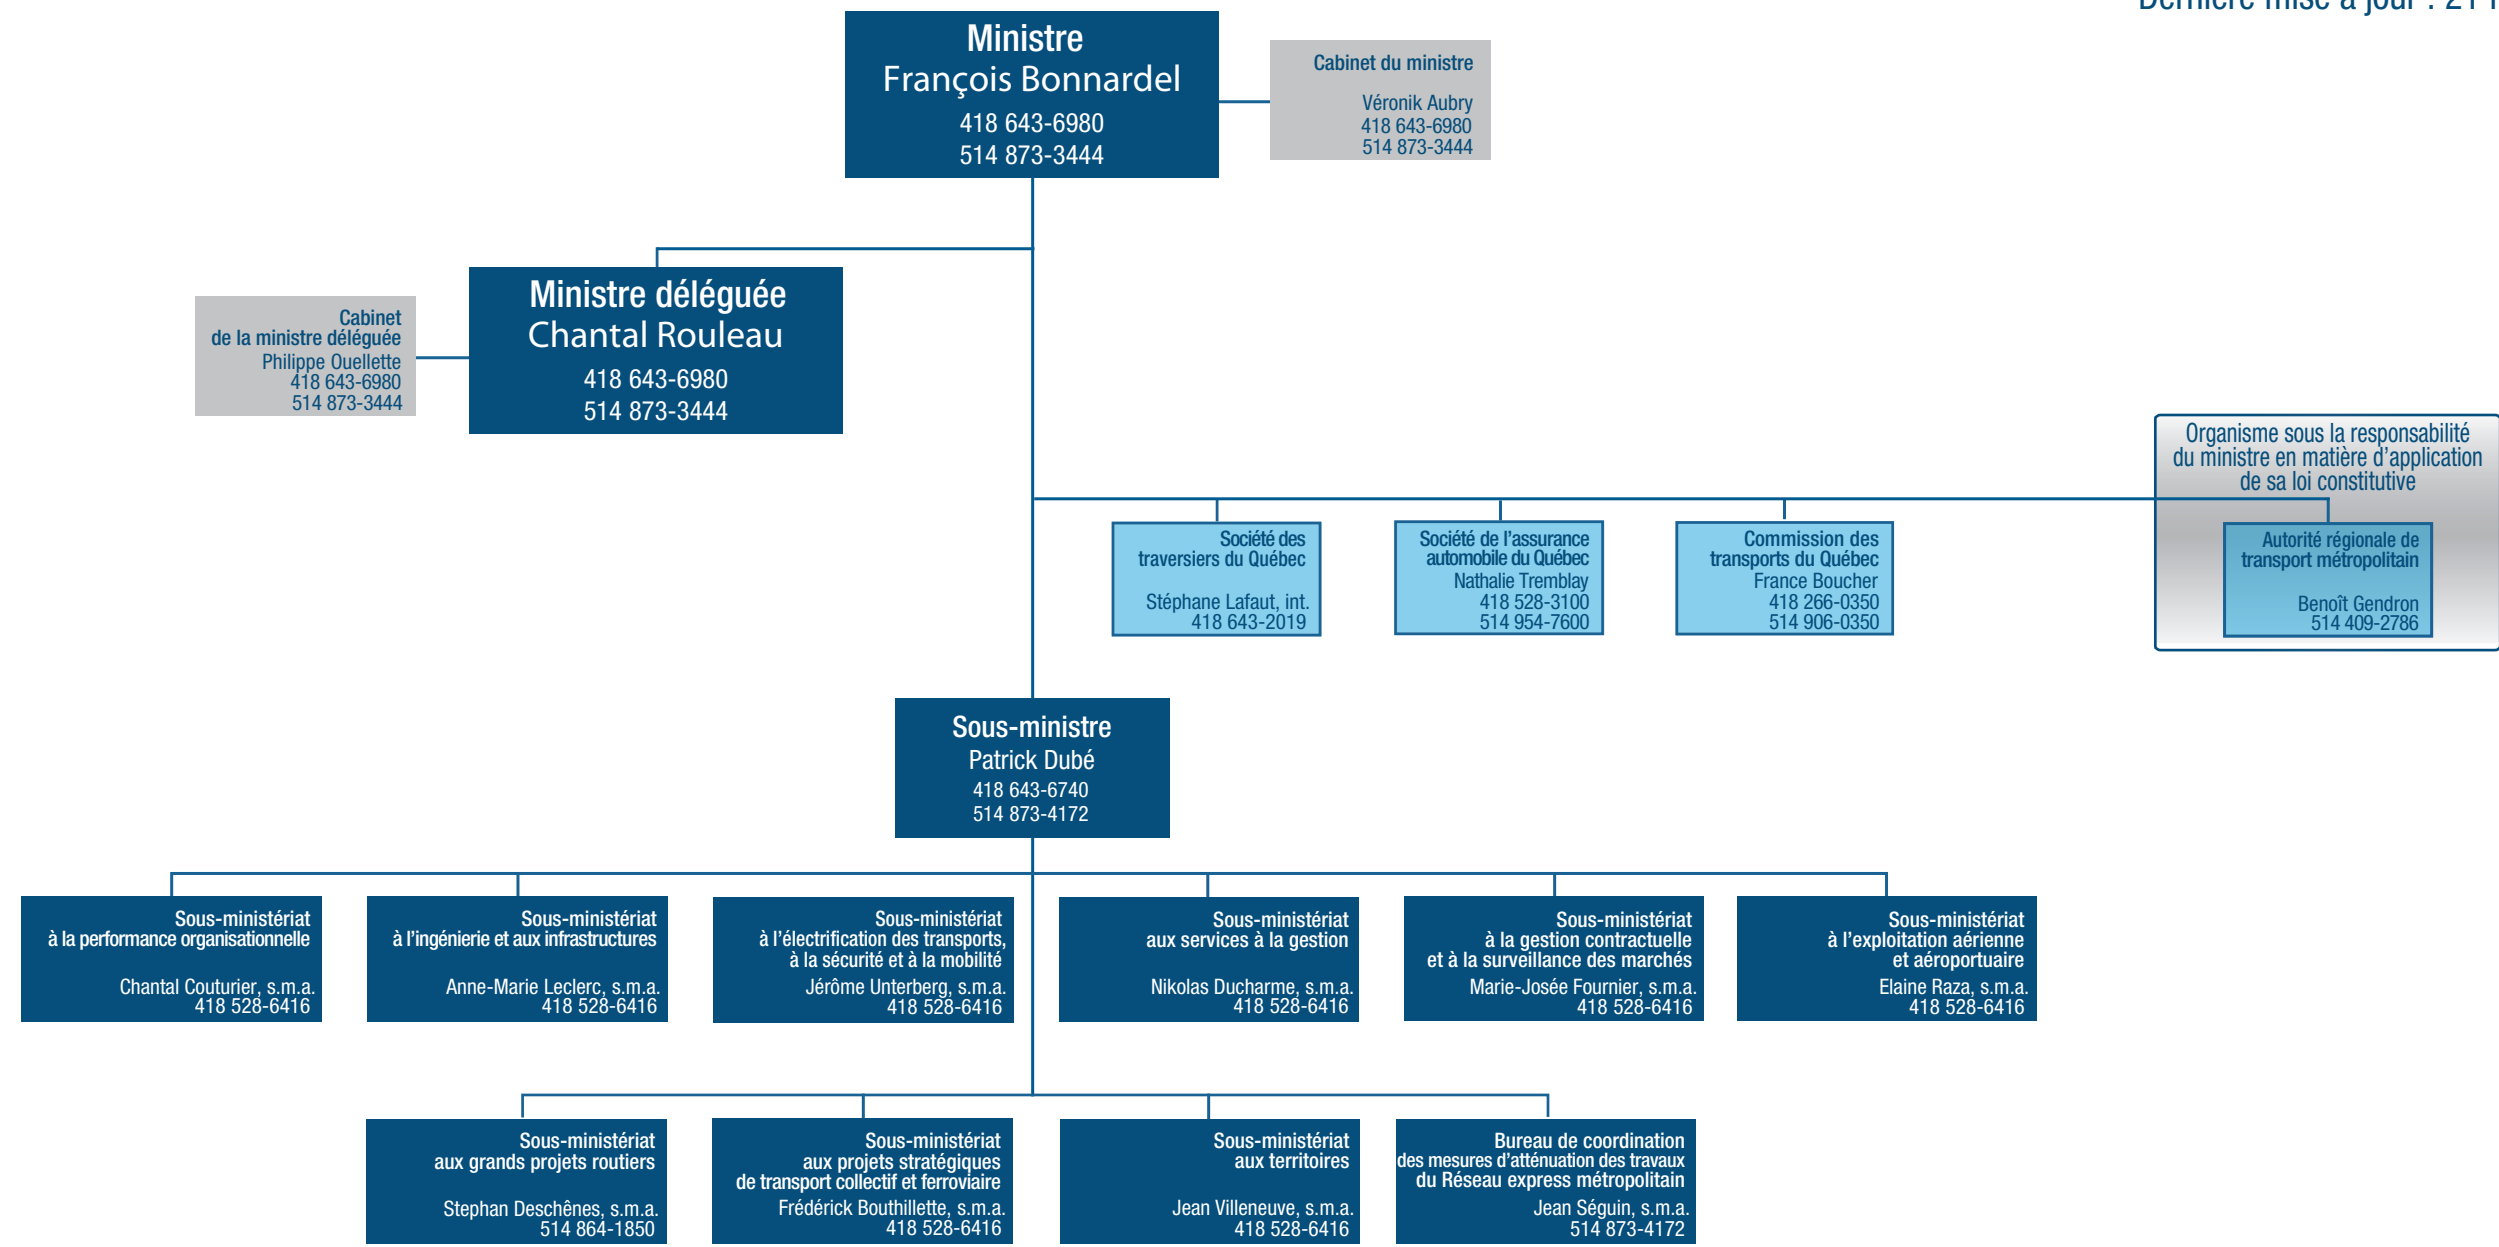 Dernière mise à jour : 21
Ministre
François Bonnardel
418 643-6980
514 873-3444
Cabinet du ministre
Véronik Aubry
418 643-6980
514 873-3444
Ministre déléguée
Chantal Rouleau
418 643-6980
514 873-3444
Cabinet
de la ministre déléguée
Philippe Ouellette
418 643-6980
514 873-3444
Organisme sous la responsabilité
du ministre en matière d’application
de sa loi constitutive
Société des
traversiers du Québec
Stéphane Lafaut, int.
418 643-2019
Société de l’assurance
automobile du Québec
Nathalie Tremblay
418 528-3100
514 954-7600
Commission des
transports du Québec
France Boucher
418 266-0350
514 906-0350
Autorité régionale de
transport métropolitain
Benoît Gendron
514 409-2786
Sous-ministre
Patrick Dubé
418 643-6740
514 873-4172
Sous-ministériat
à la performance organisationnelle
Chantal Couturier, s.m.a.
418 528-6416
Sous-ministériat
à l’ingénierie et aux infrastructures
Anne-Marie Leclerc, s.m.a.
418 528-6416
Sous-ministériat
à l’électrification des transports,
à la sécurité et à la mobilité
Jérôme Unterberg, s.m.a.
418 528-6416
Sous-ministériat
aux services à la gestion
Nikolas Ducharme, s.m.a.
418 528-6416
Sous-ministériat
à la gestion contractuelle
et à la surveillance des marchés
Marie-Josée Fournier, s.m.a.
418 528-6416
Sous-ministériat
à l’exploitation aérienne
et aéroportuaire
Elaine Raza, s.m.a.
418 528-6416
Sous-ministériat
aux grands projets routiers
Stephan Deschênes, s.m.a.
514 864-1850
Sous-ministériat
aux projets stratégiques
de transport collectif et ferroviaire
Frédérick Bouthillette, s.m.a.
418 528-6416
Sous-ministériat
aux territoires
Jean Villeneuve, s.m.a.
418 528-6416
Bureau de coordination
des mesures d’atténuation des travaux
du Réseau express métropolitain
Jean Séguin, s.m.a.
514 873-4172